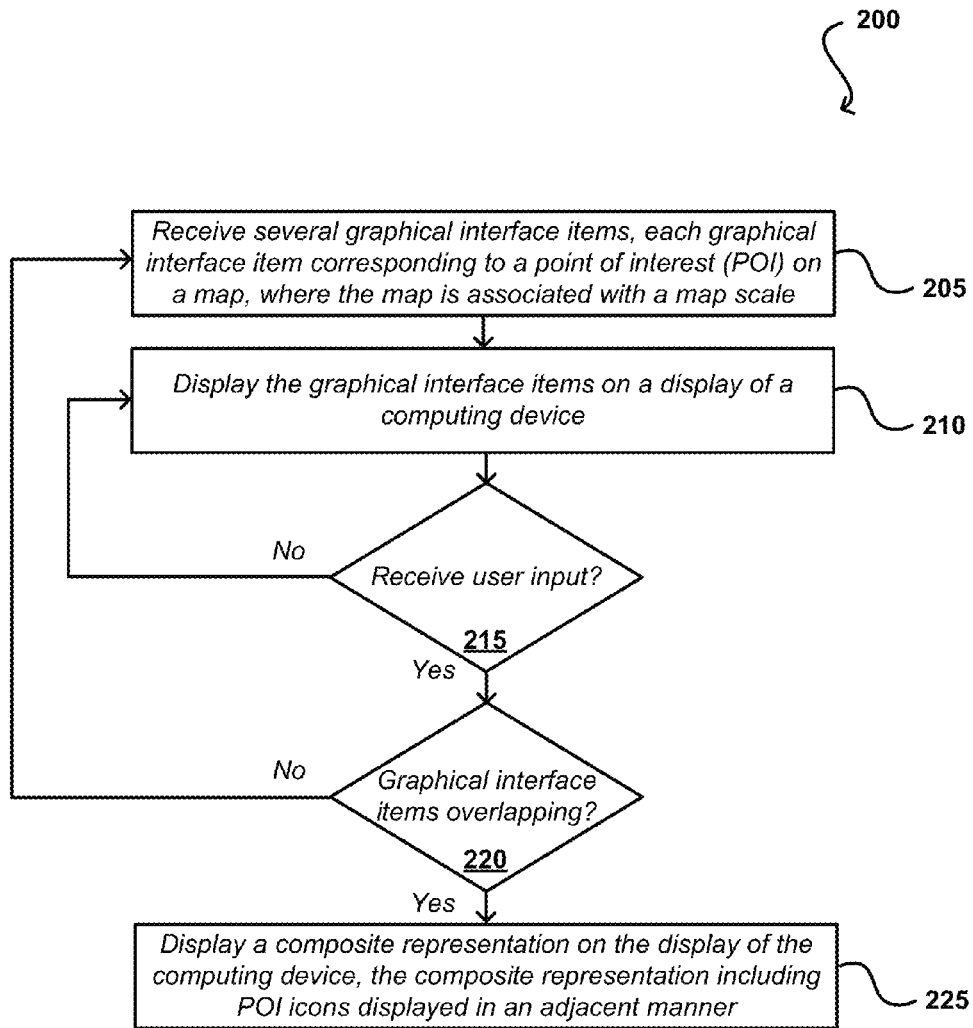 200
Receive several graphical interface items, each graphical
interface item corresponding to a point of interest (POI) on
a map, where the map is associated with a map scale
205
Display the graphical interface items on a display of a
computing device
210
No
Receive user input?
215
Yes
No
Graphical interface
items overlapping?
220
Yes
Display a composite representation on the display of the
computing device, the composite representation including
POI icons displayed in an adjacent manner
225